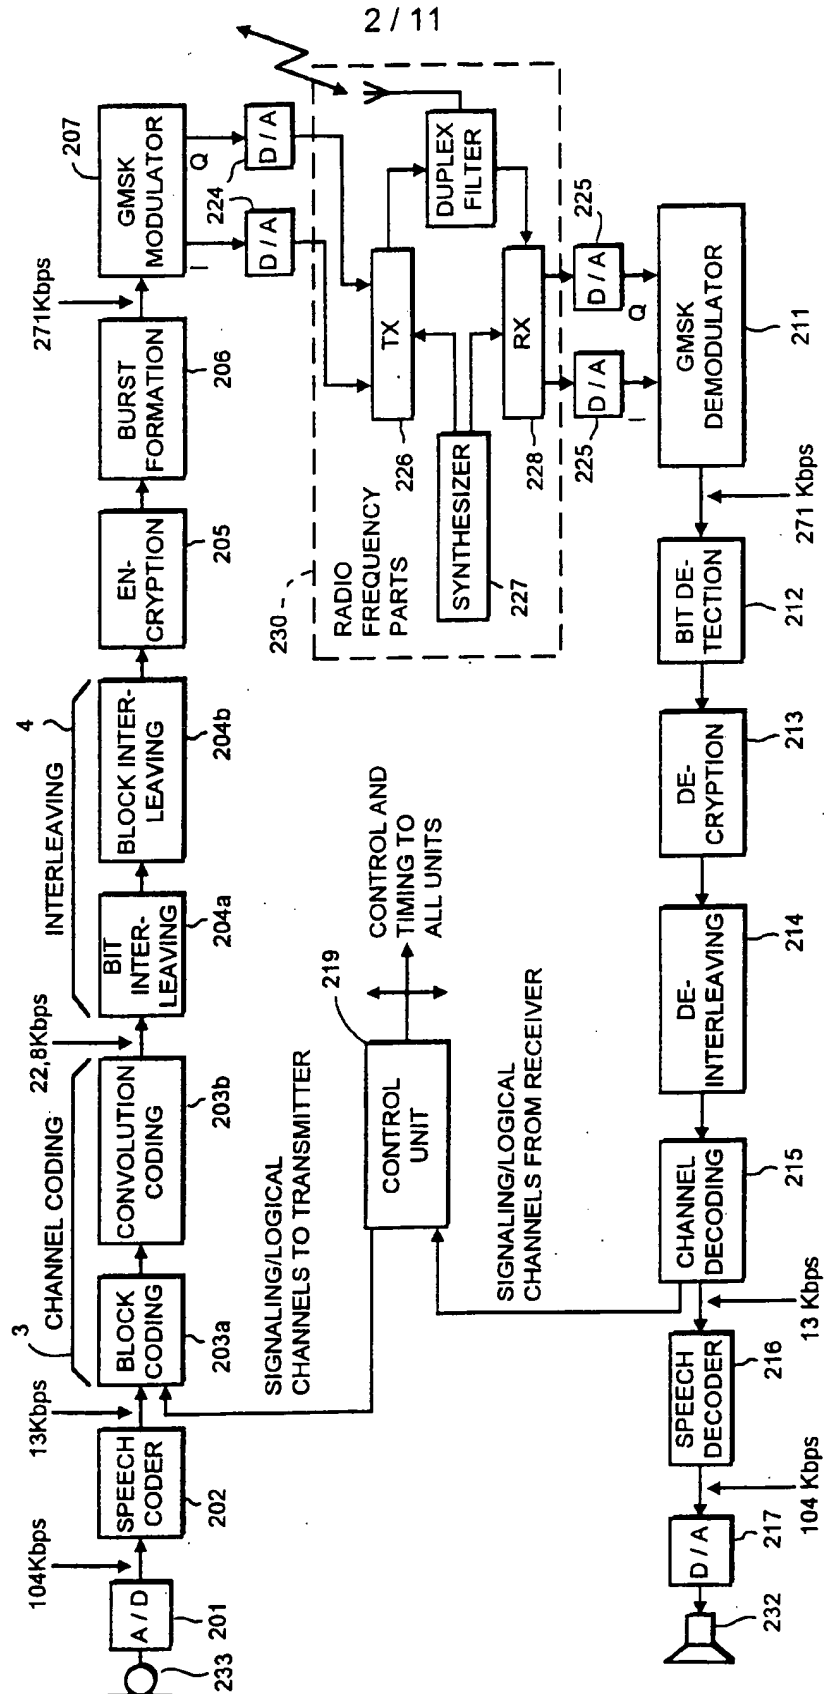 2 / 11
104Kbps
13Kbps
3
CHANNEL CODING
22,8Kbps
INTERLEAVING
4
271Kbps
207
A / D
SPEECH
CODER
BLOCK
CODING
CONVOLUTION
CODING
BIT
INTER-
LEAVING
BLOCK INTER-
LEAVING
EN-
CRYPTION
BURST
FORMATION
GMSK
MODULATOR
233
201
202
203a
203b
204a
204b
205
206
I
Q
224
D / A
D / A
SIGNALING/LOGICAL
CHANNELS TO TRANSMITTER
219
CONTROL
UNIT
CONTROL AND
TIMING TO
ALL UNITS
SIGNALING/LOGICAL
CHANNELS FROM RECEIVER
230
RADIO
FREQUENCY
PARTS
SYNTHESIZER
227
TX
226
DUPLEX
FILTER
RX
228
225
D / A
D / A
225
I
Q
232
D / A
217
104 Kbps
SPEECH
DECODER
216
13 Kbps
CHANNEL
DECODING
215
DE-
INTERLEAVING
214
DE-
CRYPTION
213
BIT DE-
TECTION
212
271 Kbps
GMSK
DEMODULATOR
211